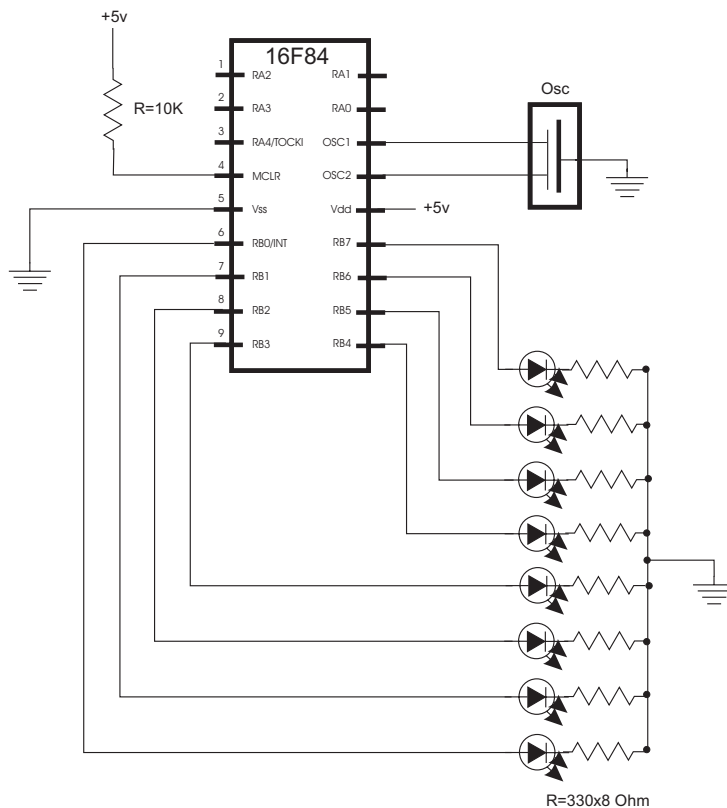 +5v
R=10K
16F84
1
RA2
2
RA3
3
RA4/TOCKI
4
MCLR
5
Vss
6
RB0/INT
7
RB1
8
RB2
9
RB3
RA1
RA0
OSC1
OSC2
Vdd
+5v
RB7
RB6
RB5
RB4
Osc
R=330x8 Ohm